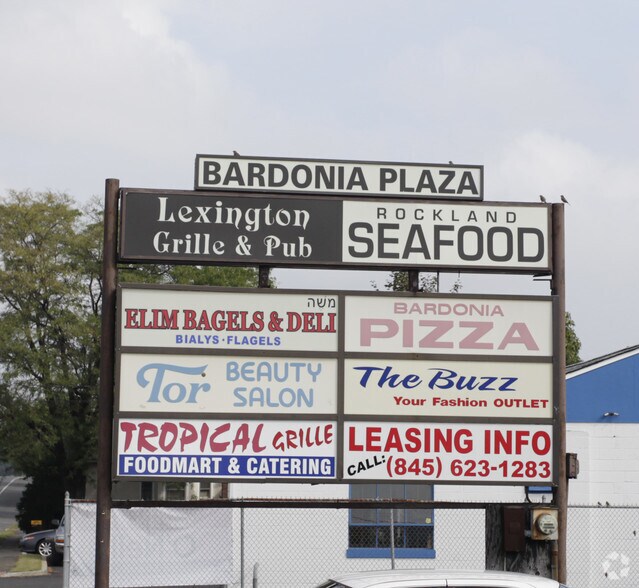 BARDONIA PLAZA
Lexington
Grille & Pub
ROCKLAND
SEAFOOD
משה
ELIM BAGELS & DELI
BIALYS · FLAGELS
BARDONIA
PIZZA
Tor BEAUTY
SALON
The Buzz
Your Fashion OUTLET
TROPICAL GRILLE
FOODMART & CATERING
LEASING INFO
CALL: (845) 623-1283